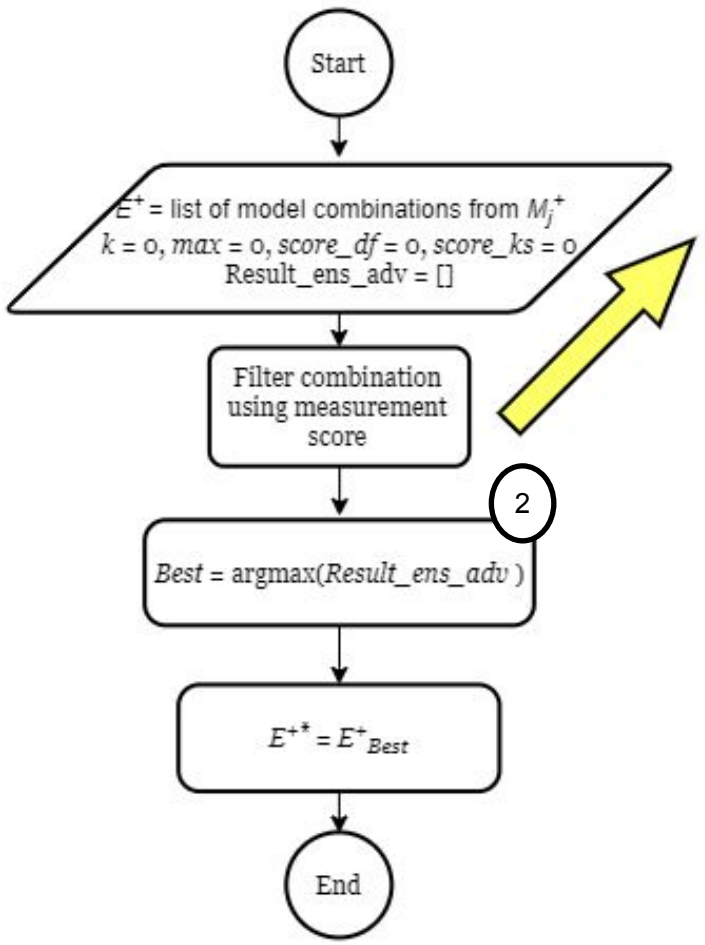 Start
E⁺ = list of model combinations from Mⱼ⁺
k = 0, max = 0, score_df = 0, score_ks = 0
Result_ens_adv = []
Filter combination
using measurement
score
2
Best = argmax(Result_ens_adv )
E⁺* = E⁺Best
End